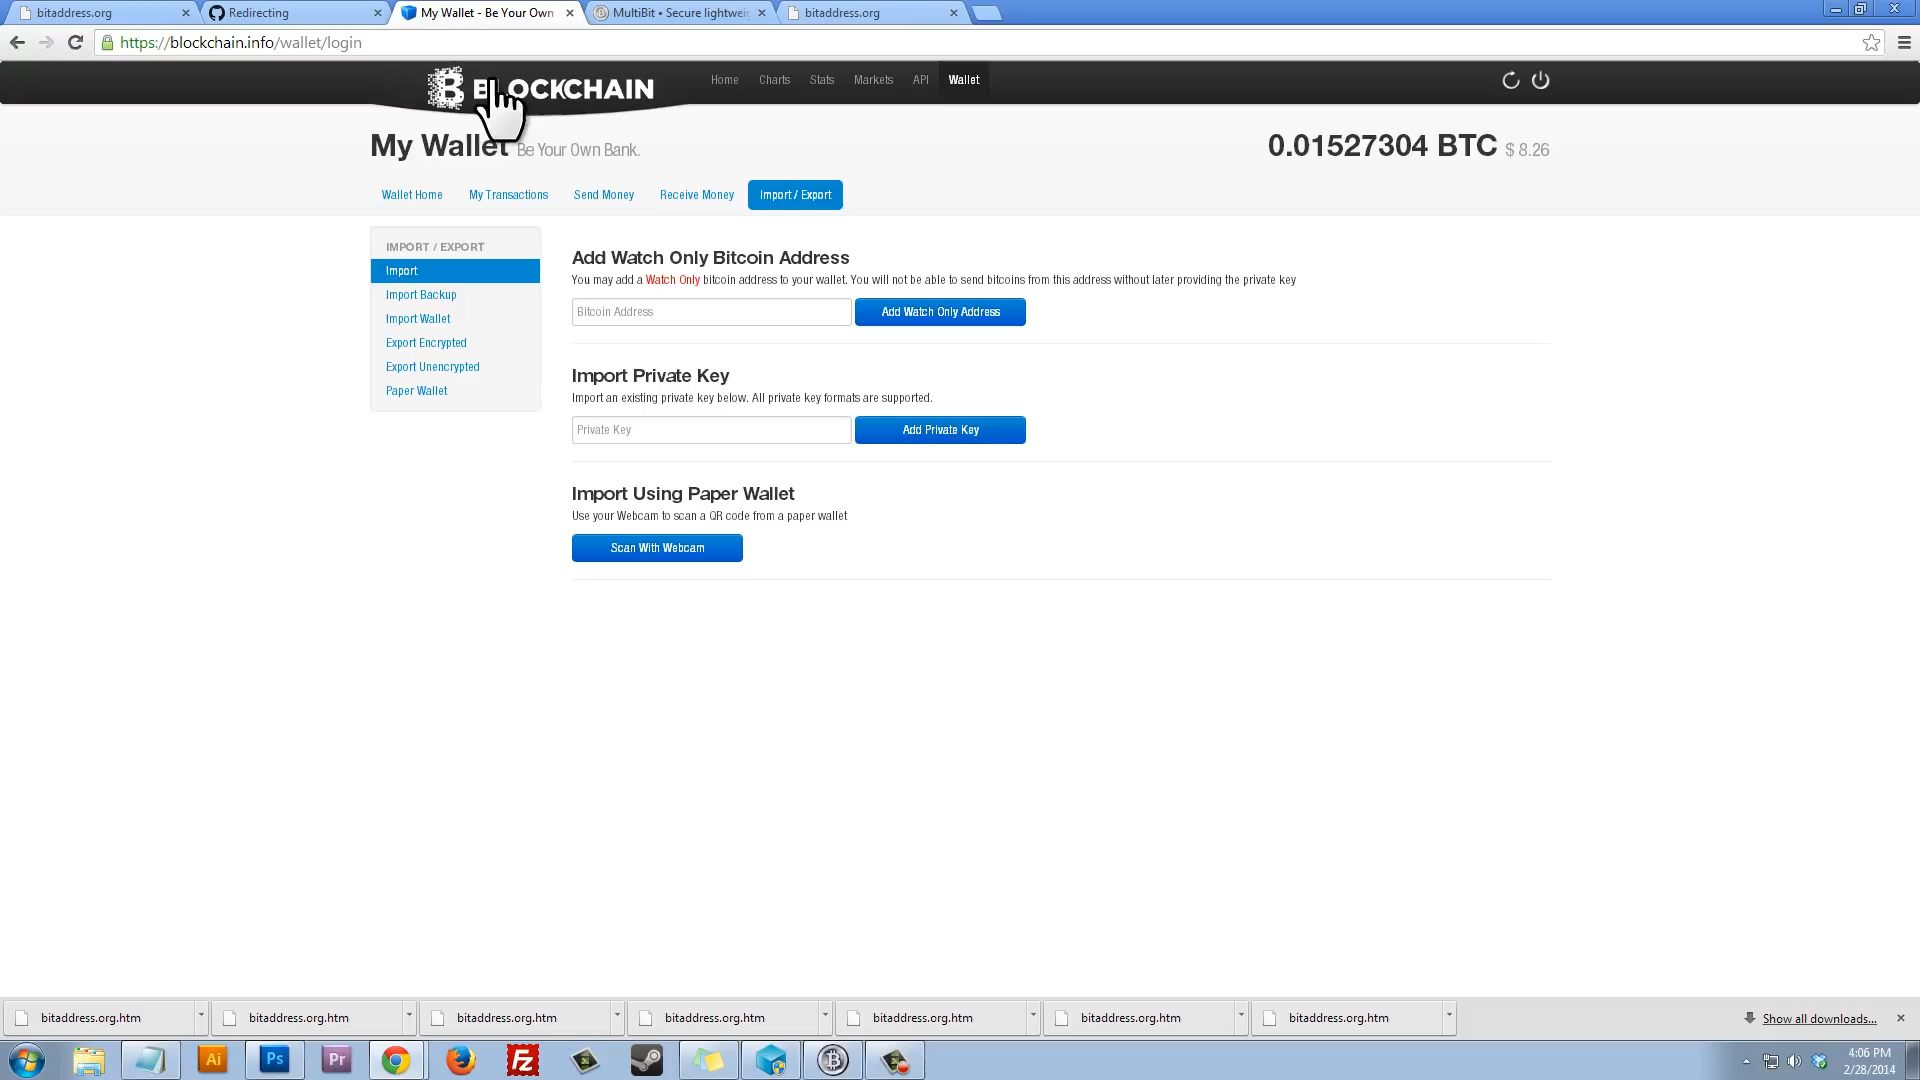 bitaddress.org
Redirecting
My Wallet - Be Your Own
MultiBit • Secure lightwei
bitaddress.org
https://blockchain.info/wallet/login
BLOCKCHAIN
Home
Charts
Stats
Markets
API
Wallet
My Wallet Be Your Own Bank.
0.01527304 BTC $ 8.26
Wallet Home
My Transactions
Send Money
Receive Money
Import / Export
IMPORT / EXPORT
Import
Import Backup
Import Wallet
Export Encrypted
Export Unencrypted
Paper Wallet
Add Watch Only Bitcoin Address
You may add a Watch Only bitcoin address to your wallet. You will not be able to send bitcoins from this address without later providing the private key
Bitcoin Address
Add Watch Only Address
Import Private Key
Import an existing private key below. All private key formats are supported.
Private Key
Add Private Key
Import Using Paper Wallet
Use your Webcam to scan a QR code from a paper wallet
Scan With Webcam
bitaddress.org.htm
bitaddress.org.htm
bitaddress.org.htm
bitaddress.org.htm
bitaddress.org.htm
bitaddress.org.htm
bitaddress.org.htm
Show all downloads...
Ai
Ps
Pr
Fz
4:06 PM
2/28/2014